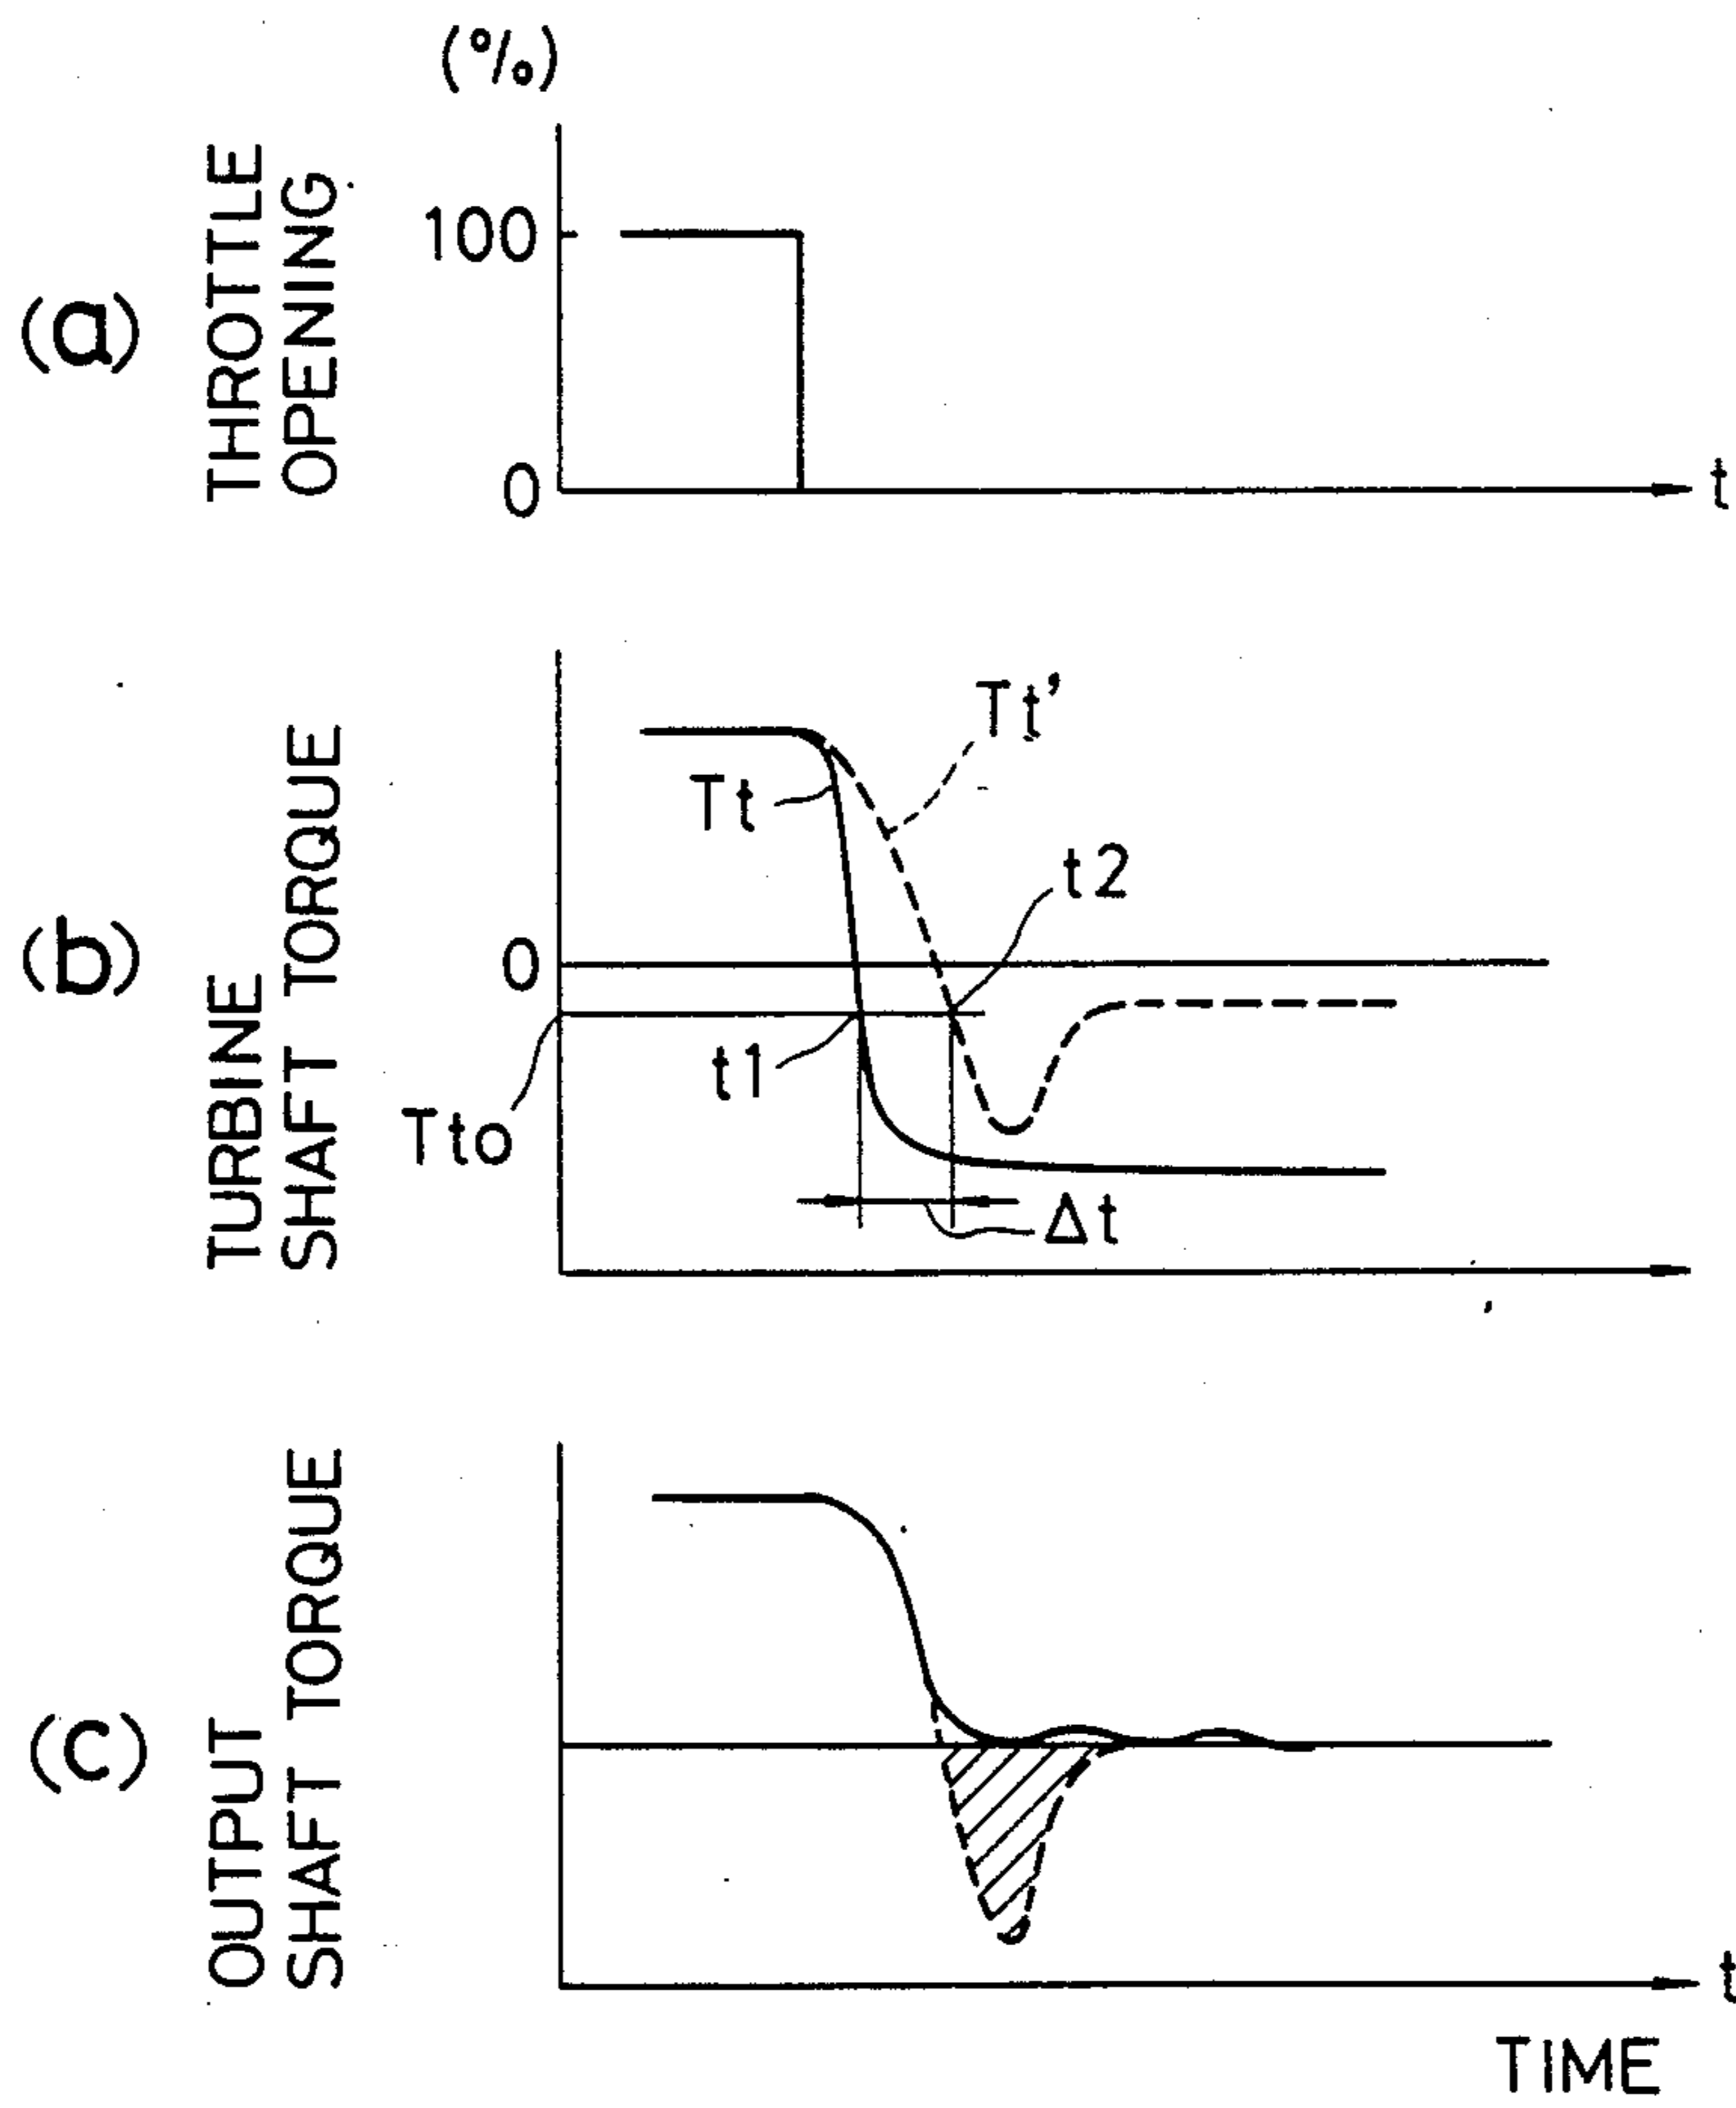 (%)
(a)
THROTTLE
OPENING
100
0
t
(b)
TURBINE
SHAFT TORQUE
Tt'
Tt
t2
0
t1
Tto
Δt
(c)
OUTPUT
SHAFT TORQUE
t
TIME